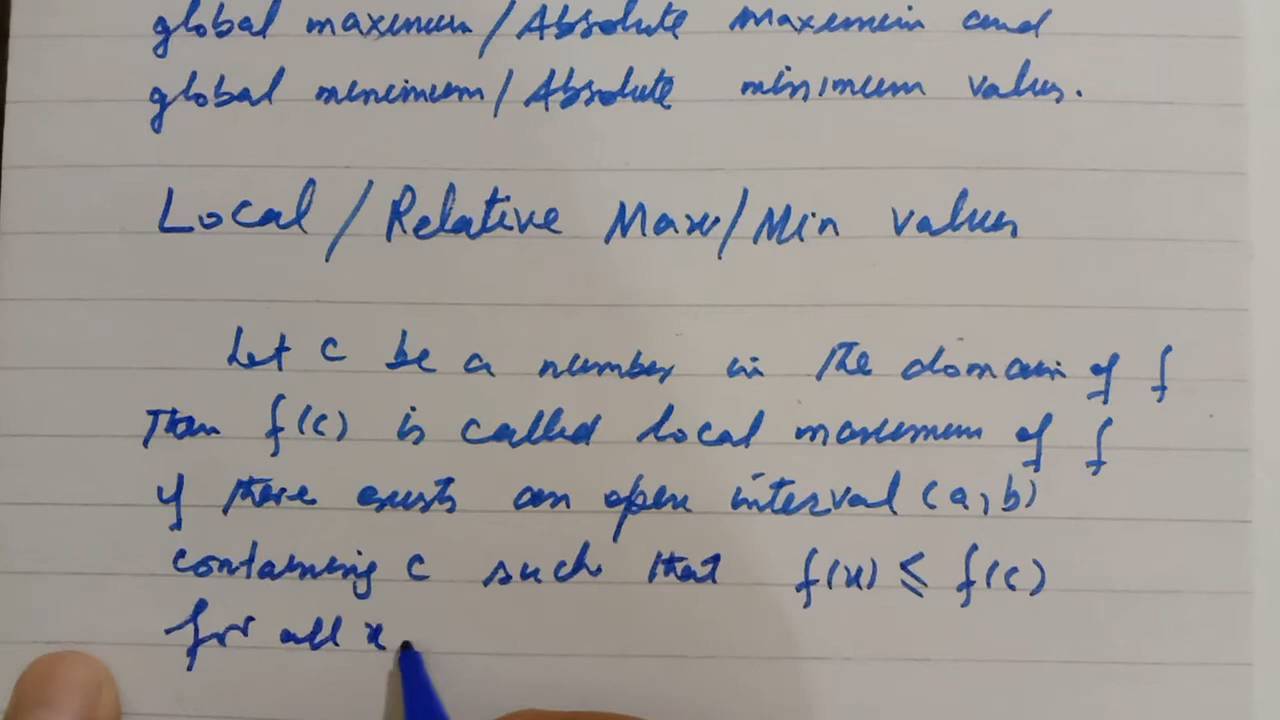 global maximum/Absolute maximum and
global minimum/Absolute minimum values.
Local/Relative Max/Min values
Let c be a number in the domain of f
Then f(c) is called local maximum of f
if there exists an open interval (a,b)
containing c such that f(x) ≤ f(c)
for all x